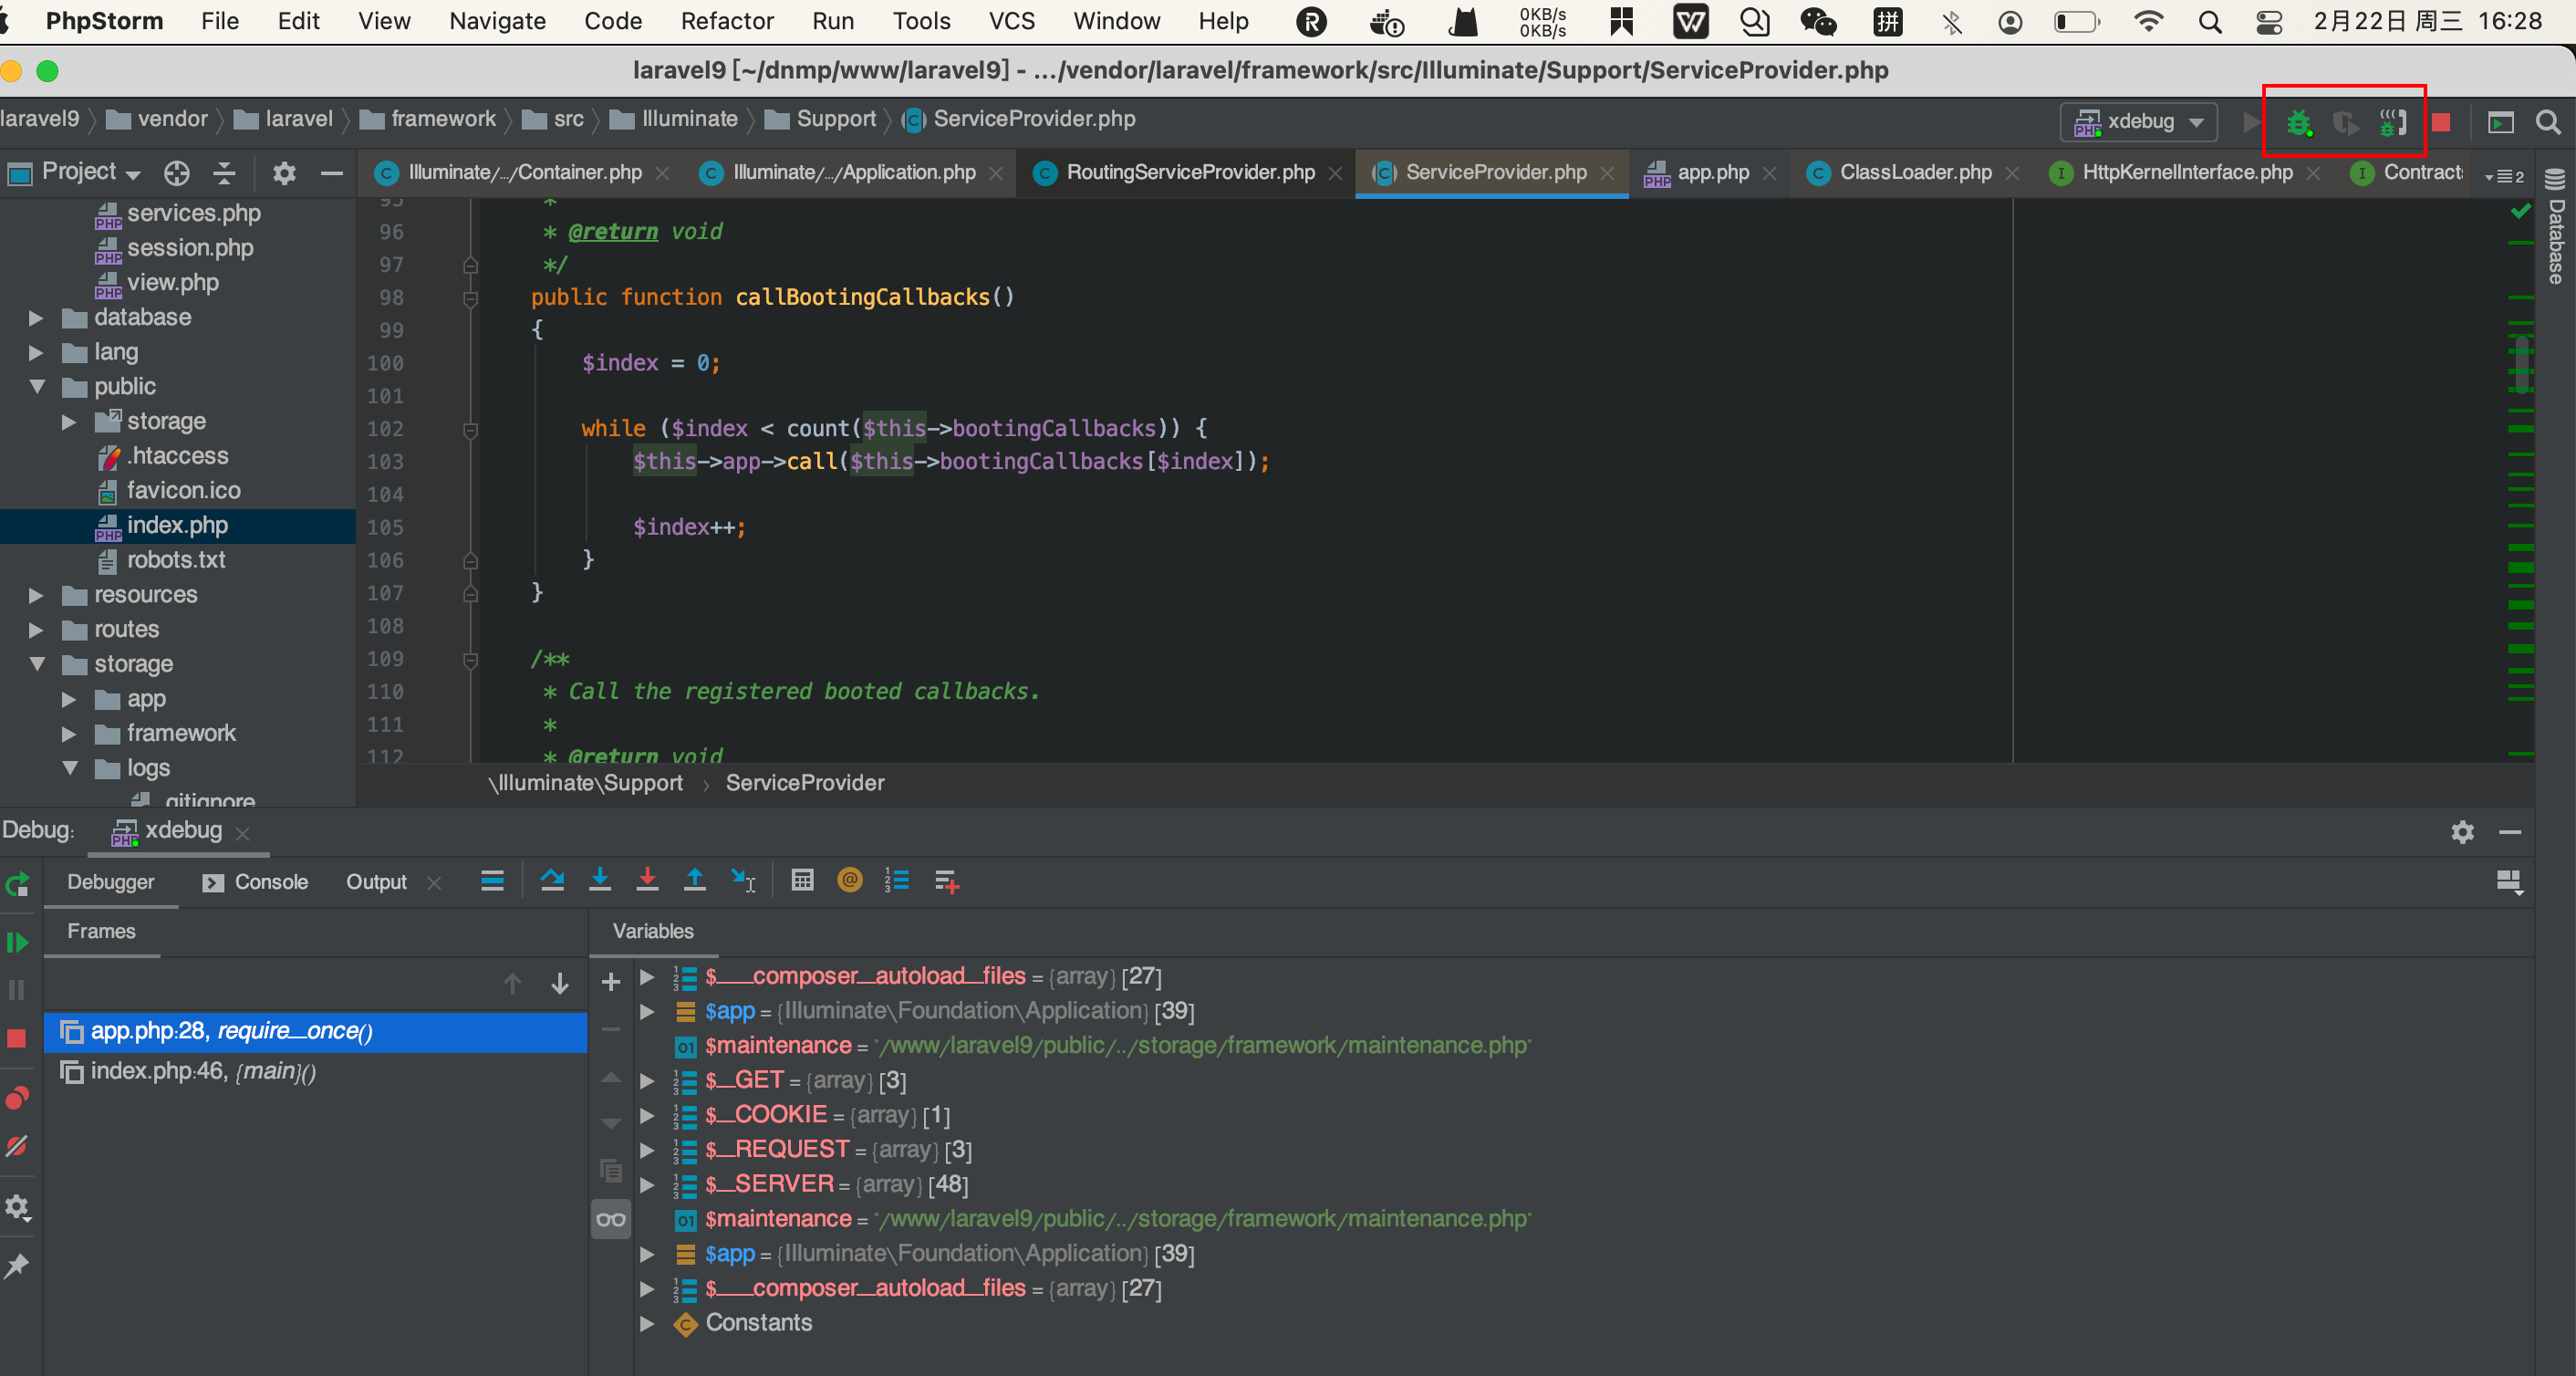 PhpStorm File Edit View Navigate Code Refactor Run Tools VCS Window Help 0KB/s 0KB/s 拼 2月22日 周三 16:28
laravel9 [~/dnmp/www/laravel9] - .../vendor/laravel/framework/src/Illuminate/Support/ServiceProvider.php
laravel9 vendor laravel framework src Illuminate Support ServiceProvider.php xdebug
Project Illuminate/.../Container.php Illuminate/.../Application.php RoutingServiceProvider.php ServiceProvider.php app.php ClassLoader.php HttpKernelInterface.php Contract 2
Database
services.php
session.php
view.php
database
lang
public
storage
.htaccess
favicon.ico
index.php
robots.txt
resources
routes
storage
app
framework
logs
.gitignore
95 *
96 * @return void
97 */
98 public function callBootingCallbacks()
99 {
100 $index = 0;
101
102 while ($index < count($this->bootingCallbacks)) {
103 $this->app->call($this->bootingCallbacks[$index]);
104
105 $index++;
106 }
107 }
108
109 /**
110 * Call the registered booted callbacks.
111 *
112 * @return void
\Illuminate\Support › ServiceProvider
Debug: xdebug
Debugger Console Output
Frames
app.php:28, require_once()
index.php:46, {main}()
Variables
$__composer_autoload_files = {array} [27]
$app = {Illuminate\Foundation\Application} [39]
$maintenance = "/www/laravel9/public/../storage/framework/maintenance.php"
$_GET = {array} [3]
$_COOKIE = {array} [1]
$_REQUEST = {array} [3]
$_SERVER = {array} [48]
$maintenance = "/www/laravel9/public/../storage/framework/maintenance.php"
$app = {Illuminate\Foundation\Application} [39]
$__composer_autoload_files = {array} [27]
Constants